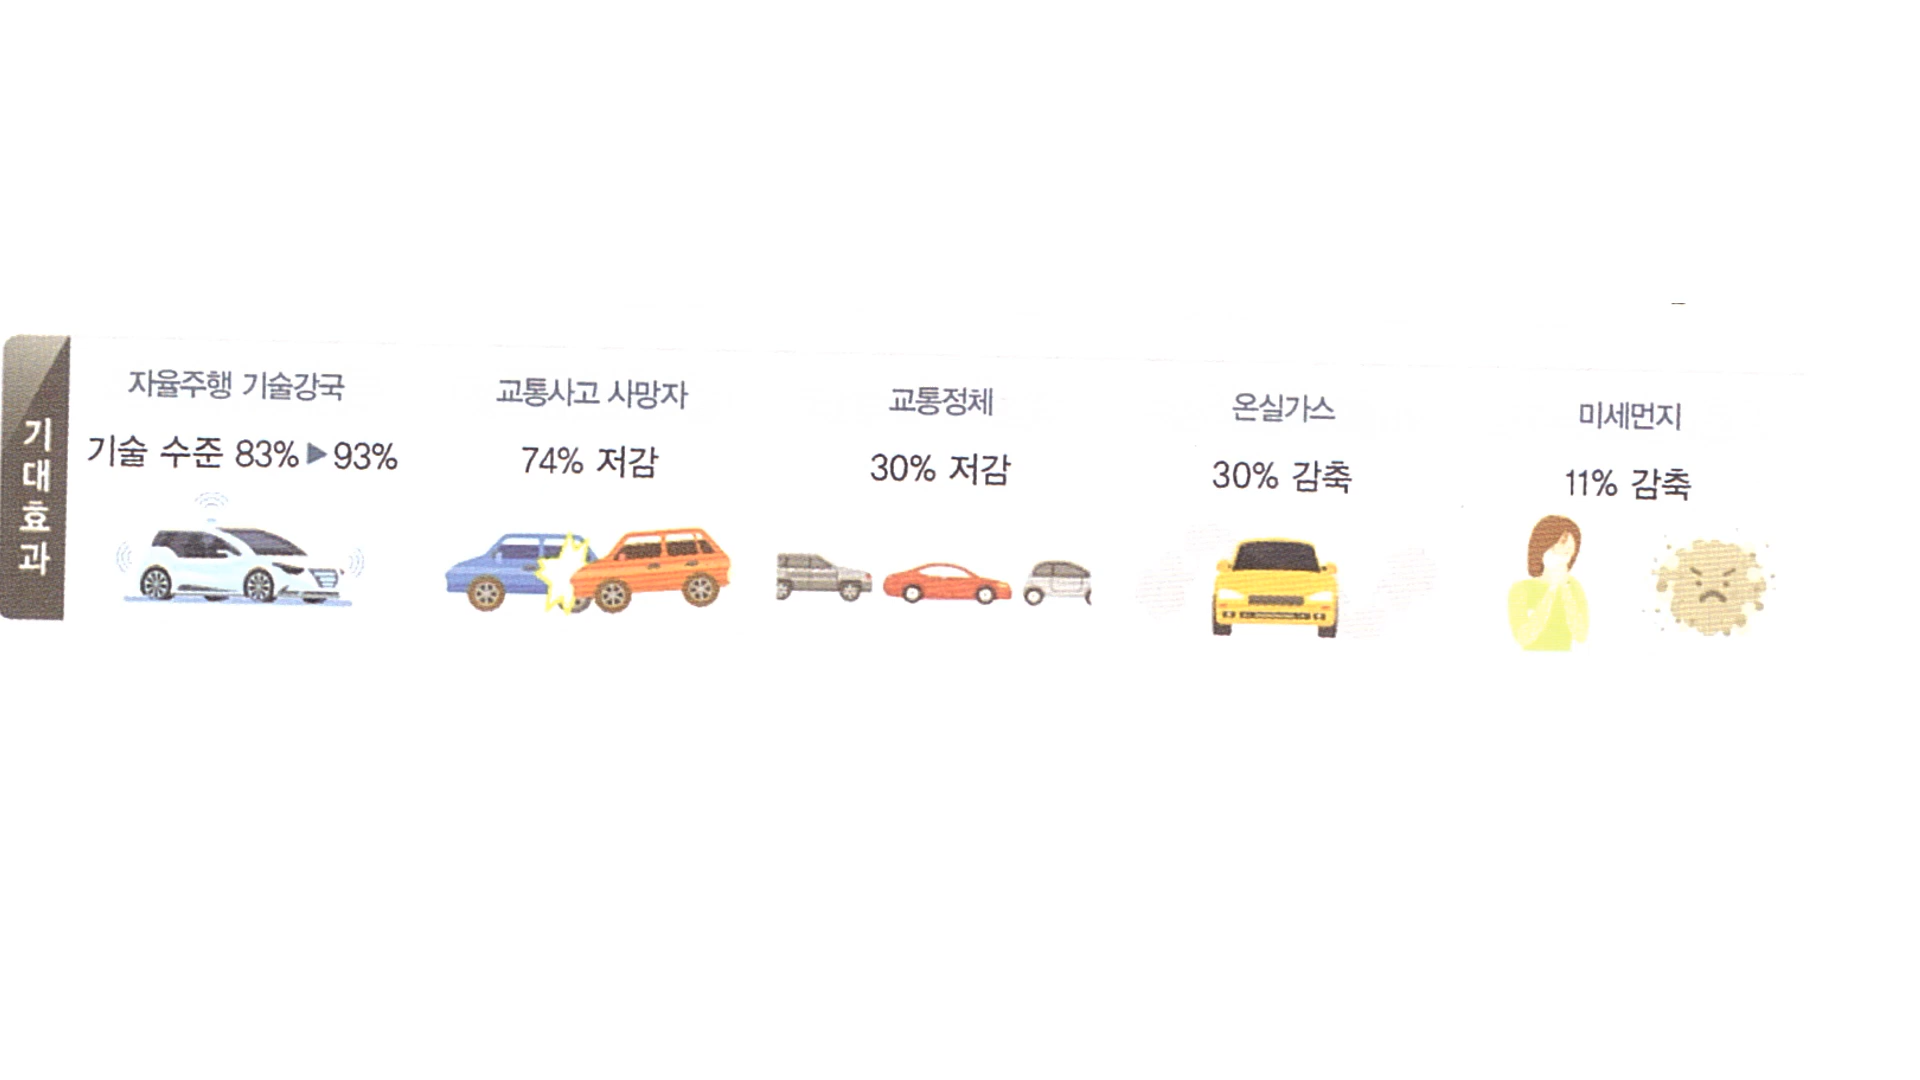 기대효과
자율주행 기술강국
기술 수준 83%▶93%
교통사고 사망자
74% 저감
교통정체
30% 저감
온실가스
30% 감축
미세먼지
11% 감축